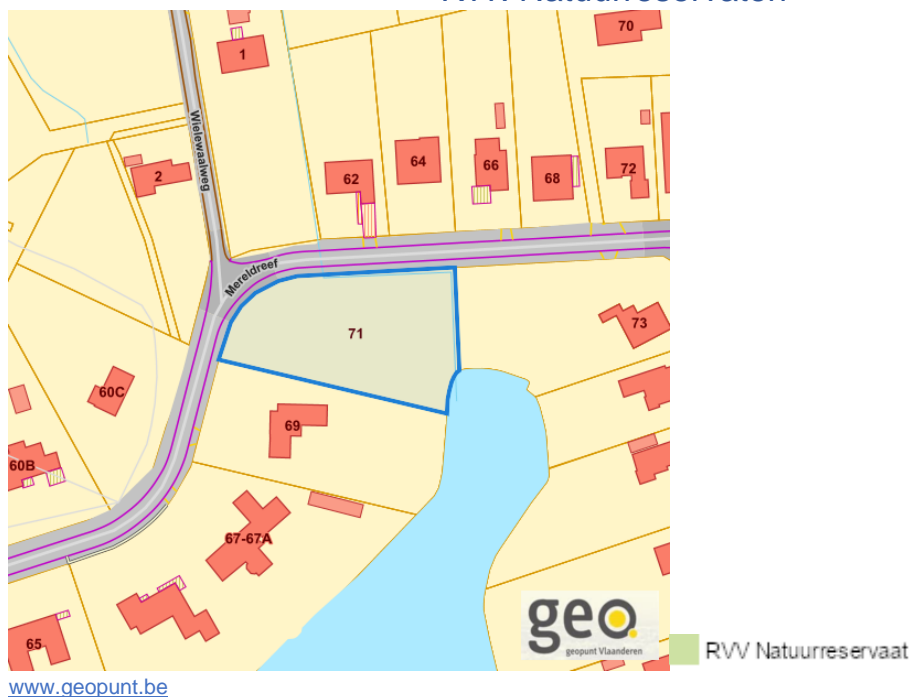 RVV Natuurreservaten
70
1
Wielewaalweg
64
66
2
62
68
72
Mereldreef
71
73
60C
69
60B
67-67A
65
geo
geopunt Vlaanderen
RVV Natuurreservaat
www.geopunt.be